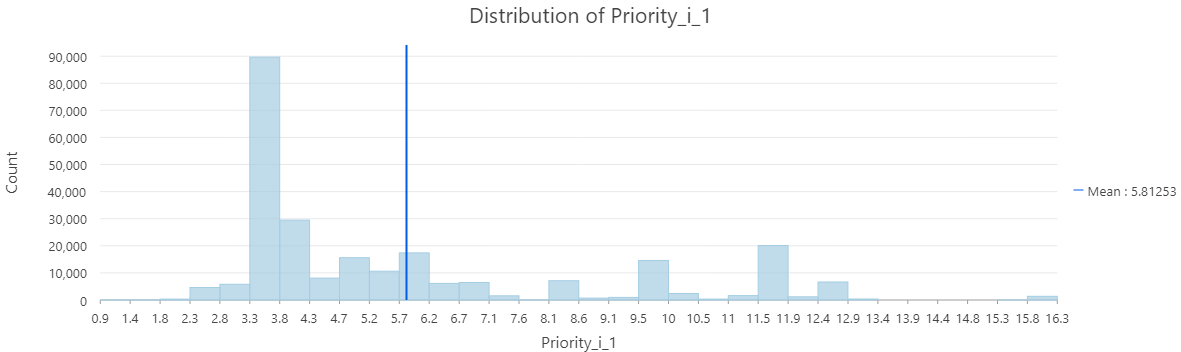 Distribution of Priority_i_1
90,000
80,000
70,000
60,000
50,000
40,000
30,000
20,000
10,000
0
Count
0.9 1.4 1.8 2.3 2.8 3.3 3.8 4.3 4.7 5.2 5.7 6.2 6.7 7.1 7.6 8.1 8.6 9.1 9.5 10 10.5 11 11.5 11.9 12.4 12.9 13.4 13.9 14.4 14.8 15.3 15.8 16.3
Priority_i_1
Mean : 5.81253